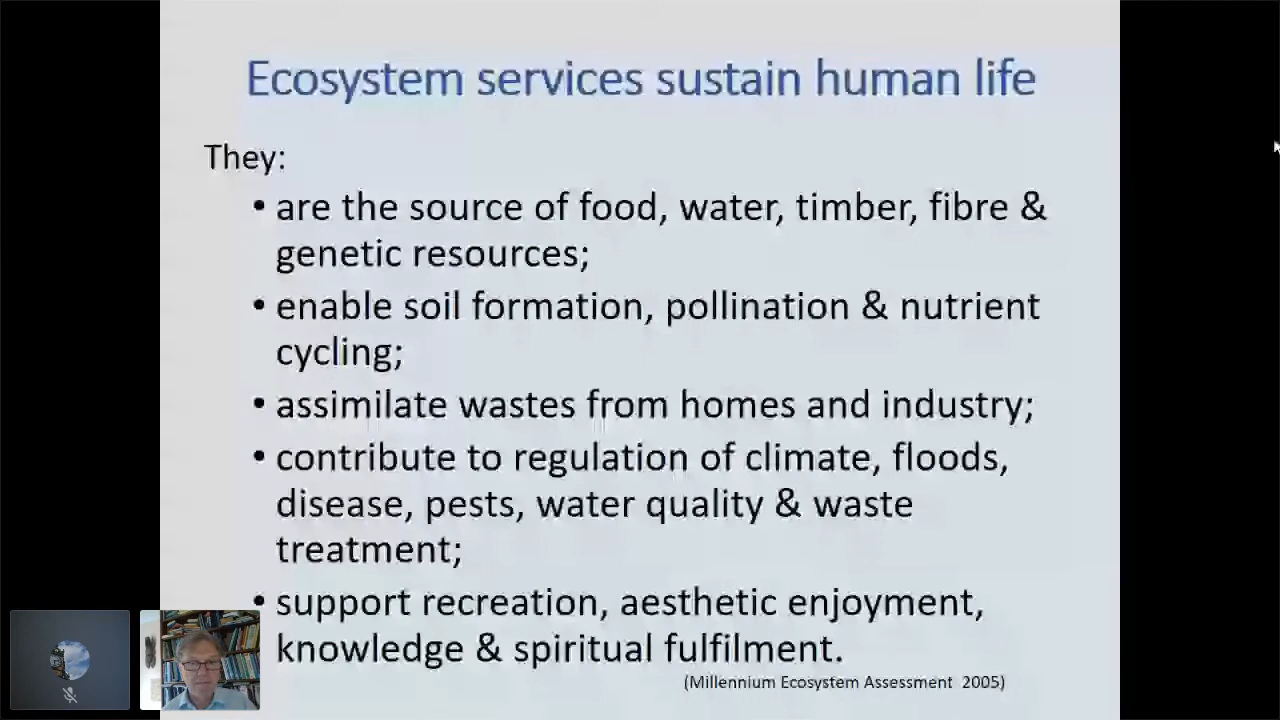 Ecosystem services sustain human life
They:
• are the source of food, water, timber, fibre &
genetic resources;
• enable soil formation, pollination & nutrient
cycling;
• assimilate wastes from homes and industry;
• contribute to regulation of climate, floods,
disease, pests, water quality & waste
treatment;
• support recreation, aesthetic enjoyment,
knowledge & spiritual fulfilment.
(Millennium Ecosystem Assessment 2005)